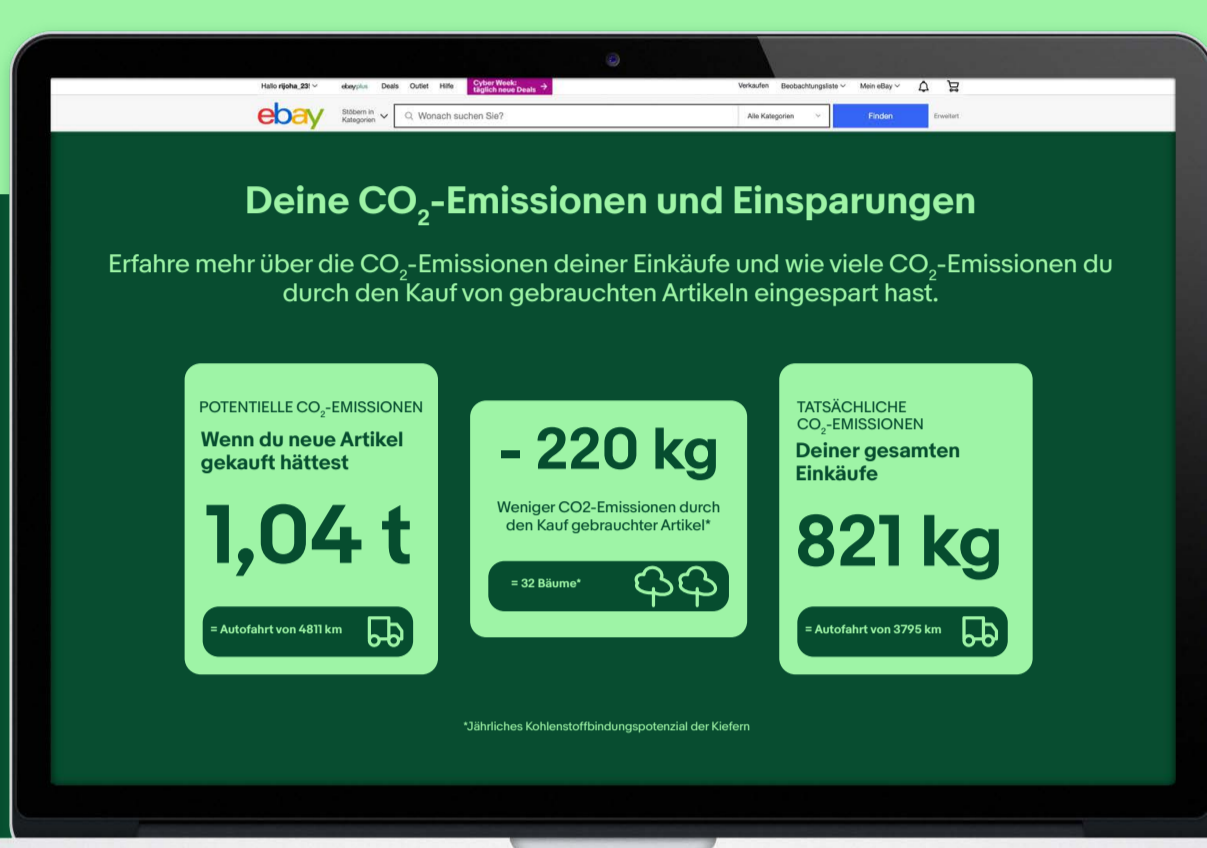 Hallo rijoha_23!
ebayplus
Deals
Outlet
Hilfe
Cyber Week:
täglich neue Deals →
Verkaufen
Beobachtungsliste
Mein eBay
ebay
Stöbern in
Kategorien
Wonach suchen Sie?
Alle Kategorien
Finden
Erweitert
Deine CO₂-Emissionen und Einsparungen
Erfahre mehr über die CO₂-Emissionen deiner Einkäufe und wie viele CO₂-Emissionen du
durch den Kauf von gebrauchten Artikeln eingespart hast.
POTENTIELLE CO₂-EMISSIONEN
Wenn du neue Artikel
gekauft hättest
1,04 t
= Autofahrt von 4811 km
- 220 kg
Weniger CO2-Emissionen durch
den Kauf gebrauchter Artikel*
= 32 Bäume*
TATSÄCHLICHE
CO₂-EMISSIONEN
Deiner gesamten
Einkäufe
821 kg
= Autofahrt von 3795 km
*Jährliches Kohlenstoffbindungspotenzial der Kiefern